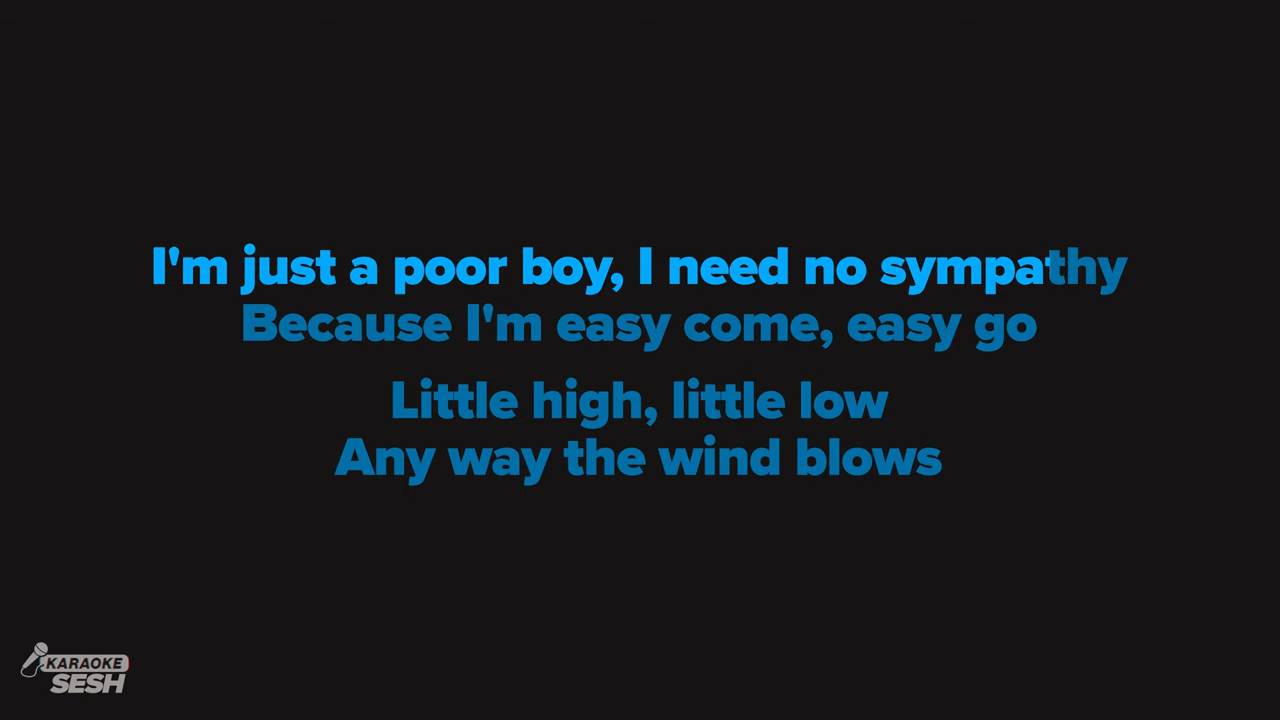 I'm just a poor boy, I need no sympathy
Because I'm easy come, easy go
Little high, little low
Any way the wind blows
KARAOKE
SESH